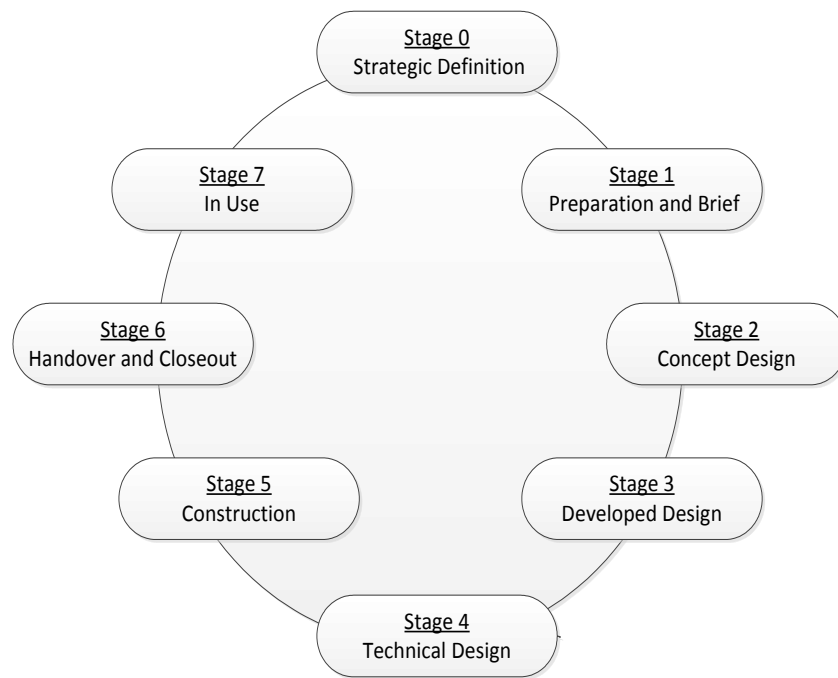 Stage 0
Strategic Definition
Stage 1
Preparation and Brief
Stage 2
Concept Design
Stage 3
Developed Design
Stage 4
Technical Design
Stage 5
Construction
Stage 6
Handover and Closeout
Stage 7
In Use